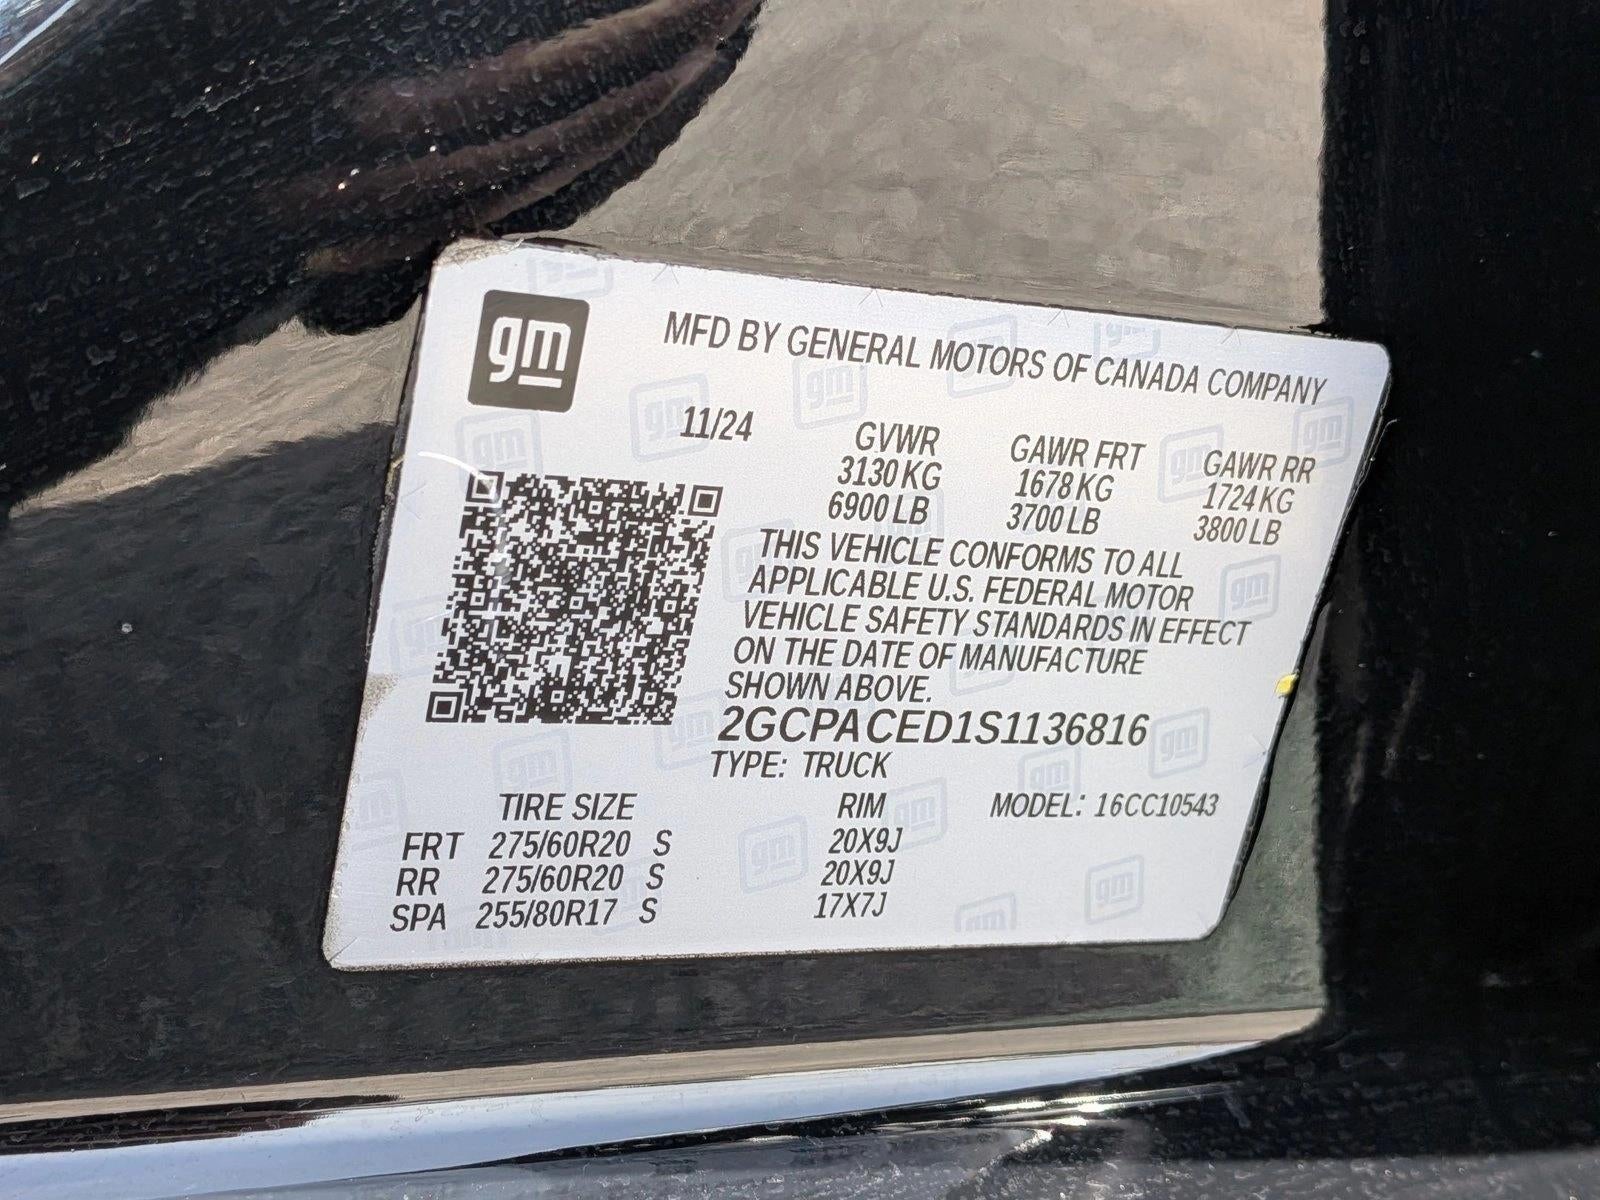 gm
MFD BY GENERAL MOTORS OF CANADA COMPANY
11/24 GVWR GAWR FRT GAWR RR
3130 KG 1678 KG 1724 KG
6900 LB 3700 LB 3800 LB
THIS VEHICLE CONFORMS TO ALL
APPLICABLE U.S. FEDERAL MOTOR
VEHICLE SAFETY STANDARDS IN EFFECT
ON THE DATE OF MANUFACTURE
SHOWN ABOVE.
2GCPACED1S1136816
TYPE: TRUCK
TIRE SIZE RIM MODEL: 16CC10543
FRT 275/60R20 S 20X9J
RR 275/60R20 S 20X9J
SPA 255/80R17 S 17X7J